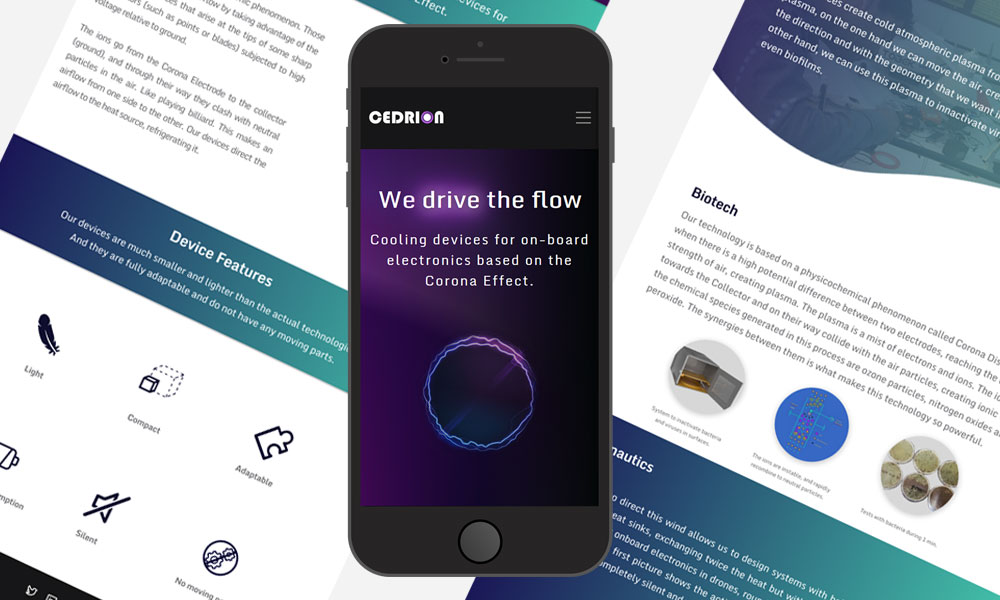 ic phenomenon. Those
flow by taking advantage of the
es that arise at the tips of some sharp
rs (such as points or blades) subjected to high
voltage relative to ground.
The ions go from the Corona Electrode to the collector
(ground), and through their way they clash with neutral
particles in the air. Like playing billiard. This makes an
airflow from one side to the other. Our devices direct the
airflow to the heat source, refrigerating it.
vices for
Effect.
Device Features
Our devices are much smaller and lighter than the actual technologi
And they are fully adaptable and do not have any moving parts.
Light
Compact
Adaptable
mption
Silent
No moving p
CEDRION
We drive the flow
Cooling devices for on-board
electronics based on the
Corona Effect.
ices create cold atmospheric plasma from
plasma, on the one hand we can move the air, crea
the direction and with the geometry that we want i
other hand, we can use this plasma to innactivate vir
even biofilms.
Biotech
Our technology is based on a physicochemical phenomenon called Corona Dis
when there is a high potential difference between two electrodes, reaching the
strength of air, creating plasma. The plasma is a mist of electrons and ions. The io
towards the Collector and on their way collide with the air particles, creating ionic
the chemical species generated in this process are ozone particles, nitrogen oxides a
peroxide. The synergies between them is what makes this technology so powerful.
System to mactivate bacteria
and viruses in surfaces.
The ions are instable, and rapidly
recombine to neutral particles.
Tests with bacteria during 2 min.
nautics
o direct this wind allows us to design systems with
eat sinks, exchanging twice the heat but with
onboard electronics in drones,
first picture shows the
mpletely silent and